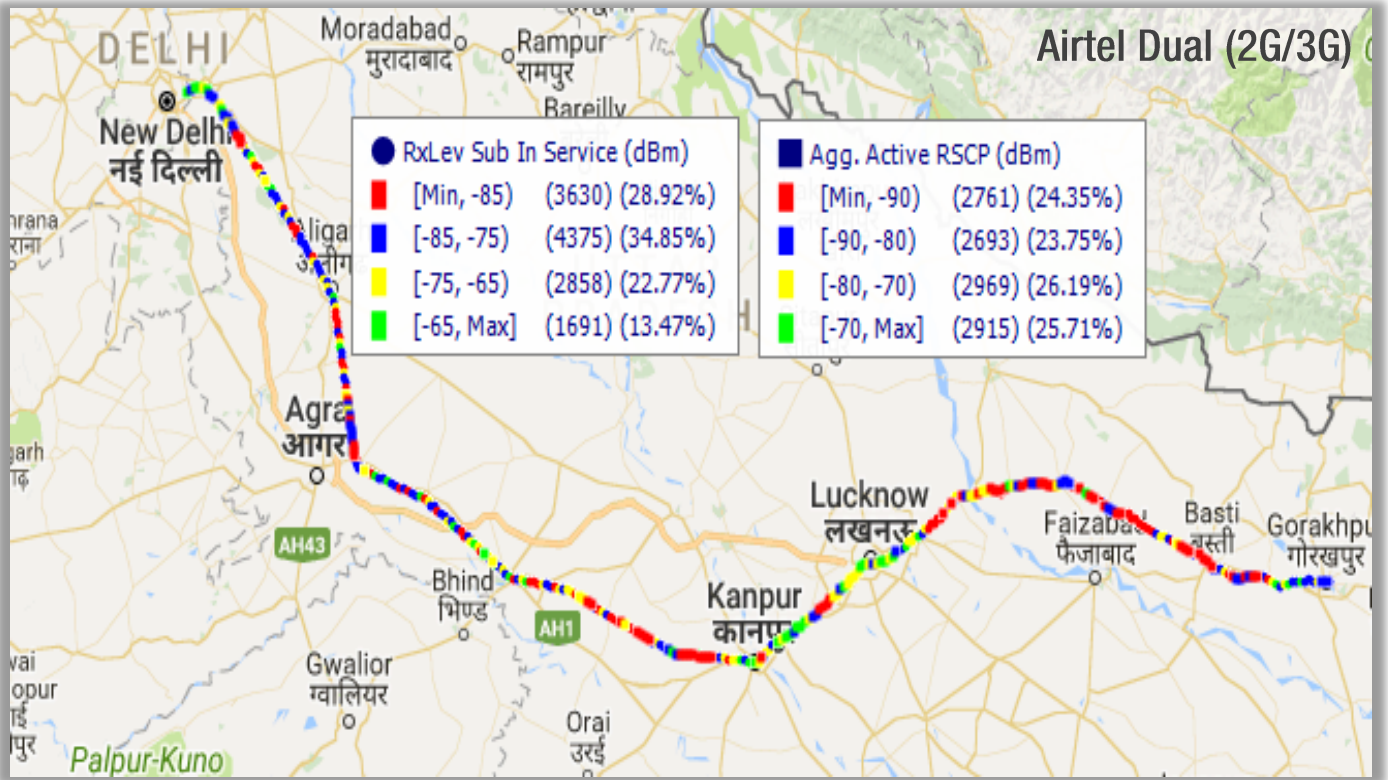 Airtel Dual (2G/3G)
DELHI
Moradabad
मुरादाबाद
Rampur
रामपुर
Bareilly
New Delhi
नई दिल्ली
RxLev Sub In Service (dBm)
[Min, -85) (3630) (28.92%)
[-85, -75) (4375) (34.85%)
[-75, -65) (2858) (22.77%)
[-65, Max] (1691) (13.47%)
Agg. Active RSCP (dBm)
[Min, -90) (2761) (24.35%)
[-90, -80) (2693) (23.75%)
[-80, -70) (2969) (26.19%)
[-70, Max] (2915) (25.71%)
Agra
आगर
AH43
Lucknow
लखनऊ
Faizabad
फैजाबाद
Basti
बस्ती
Gorakhpu
गोरखपुर
Bhind
भिण्ड
AH1
Kanpur
कानपु
Gwalior
ग्वालियर
Orai
उरई
Palpur-Kuno